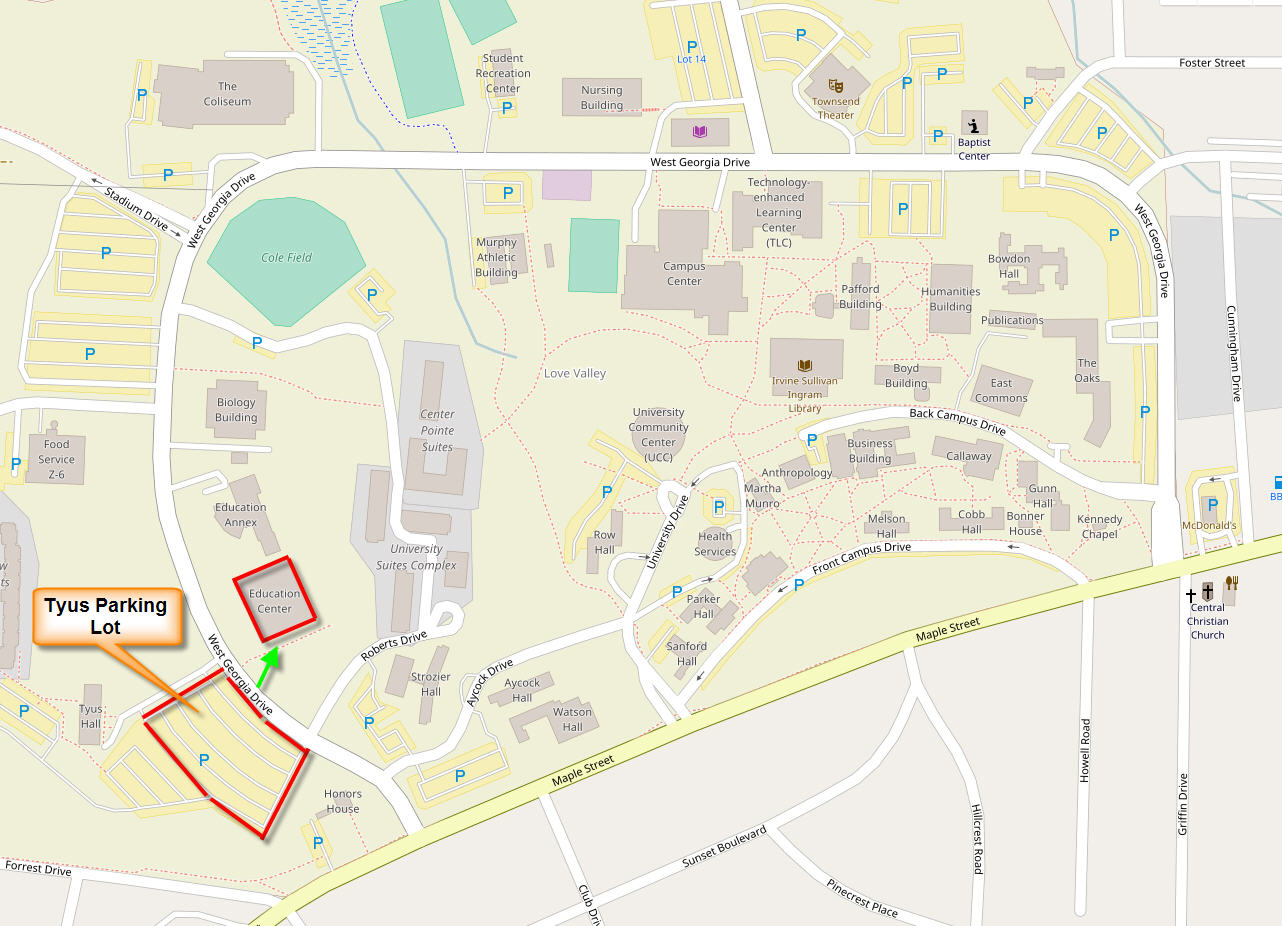 P
Lot 14
P
Foster Street
Student
Recreation
Center
P
The
Coliseum
P
Nursing
Building
P
P
Townsend
Theater
P
P
P
P
Baptist
Center
P
West Georgia Drive
P
Stadium Drive
West Georgia Drive
P
Technology-
enhanced
Learning
Center
(TLC)
P
West Georgia Drive
P
Cole Field
P
Murphy
Athletic
Building
Campus
Center
Pafford
Building
Humanities
Building
Bowdon
Hall
P
P
P
Publications
Cunningham Drive
Love Valley
Irvine Sullivan
Ingram
Library
Boyd
Building
East
Commons
The
Oaks
Biology
Building
Center
Pointe
Suites
University
Community
Center
(UCC)
Back Campus Drive
P
Food
Service
Z-6
P
P
Business
Building
Callaway
Anthropology
Martha
Munro
P
P
University Drive
Gunn
Hall
P
BB
McDonald's
Education
Annex
Row
Hall
Health
Services
Melson
Hall
Cobb
Hall
Bonner
House
Kennedy
Chapel
University
Suites Complex
Front Campus Drive
w
ts
Education
Center
Tyus Parking
Lot
P
Parker
Hall
P
Central
Christian
Church
Maple Street
West Georgia Drive
Roberts Drive
Sanford
Hall
Strozier
Hall
Aycock Drive
Aycock
Hall
Watson
Hall
P
Tyus
Hall
P
P
P
Maple Street
Howell Road
Honors
House
P
Griffin Drive
Hillcrest Road
Sunset Boulevard
Forrest Drive
Club Driv
Pinecrest Place